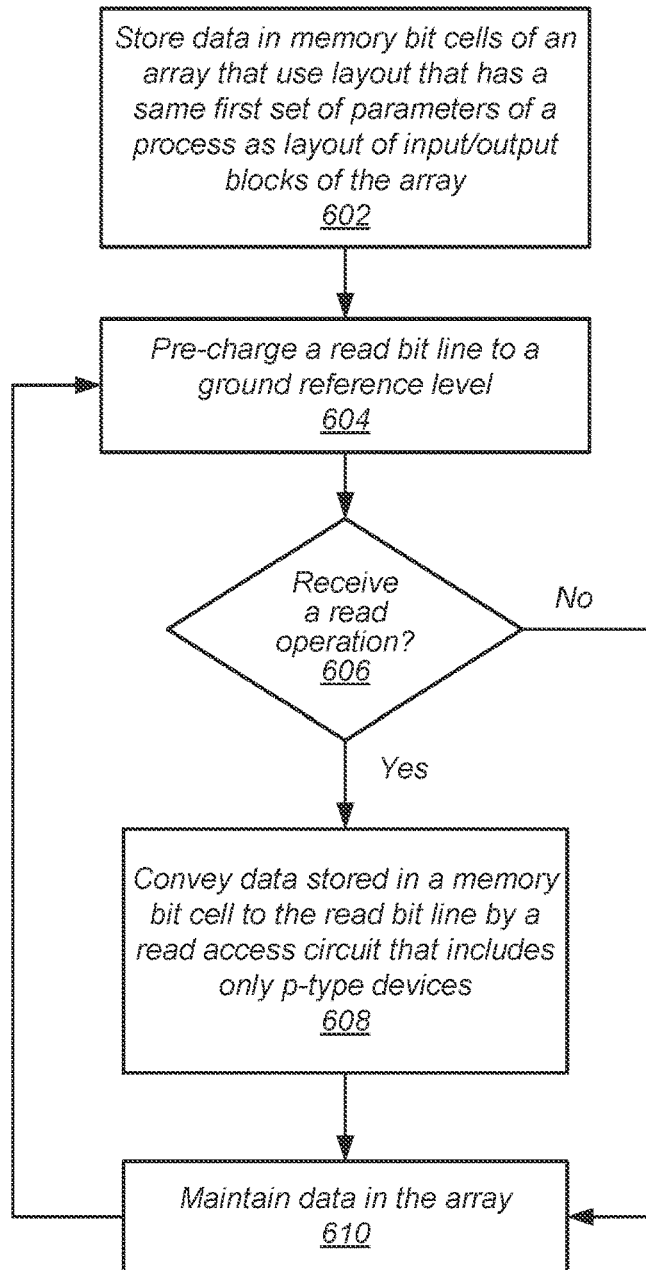 Store data in memory bit cells of an
array that use layout that has a
same first set of parameters of a
process as layout of input/output
blocks of the array
602
Pre-charge a read bit line to a
ground reference level
604
Receive
a read
operation?
606
No
Yes
Convey data stored in a memory
bit cell to the read bit line by a
read access circuit that includes
only p-type devices
608
Maintain data in the array
610